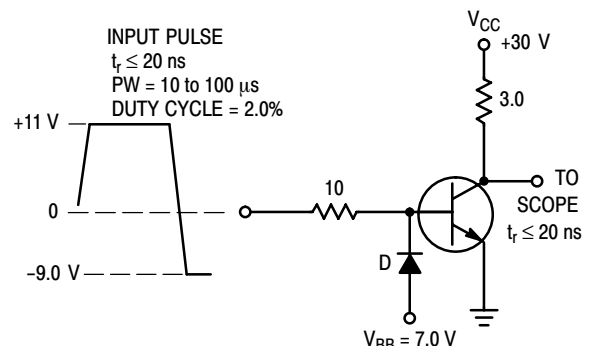 INPUT PULSE
t_r ≤ 20 ns
PW = 10 to 100 μs
DUTY CYCLE = 2.0%
+11 V
0
−9.0 V
10
D
V_BB = 7.0 V
V_CC
+30 V
3.0
TO
SCOPE
t_r ≤ 20 ns